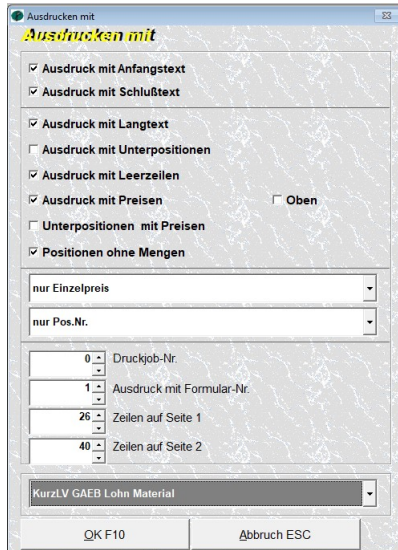 Ausdrucken mit
Ausdrucken mit
Ausdruck mit Anfangstext
Ausdruck mit Schlußtext
Ausdruck mit Langtext
Ausdruck mit Unterpositionen
Ausdruck mit Leerzeilen
Ausdruck mit Preisen Oben
Unterpositionen mit Preisen
Positionen ohne Mengen
nur Einzelpreis
nur Pos.Nr.
0 Druckjob-Nr.
1 Ausdruck mit Formular-Nr.
26 Zeilen auf Seite 1
40 Zeilen auf Seite 2
KurzLV GAEB Lohn Material
OK F10 Abbruch ESC